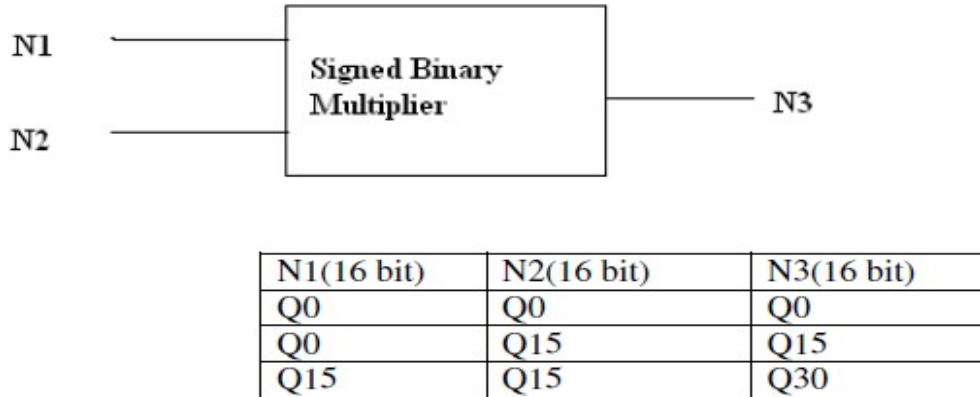 N1
Signed Binary
Multiplier
N3
N2
N1(16 bit) N2(16 bit) N3(16 bit)
Q0 Q0 Q0
Q0 Q15 Q15
Q15 Q15 Q30